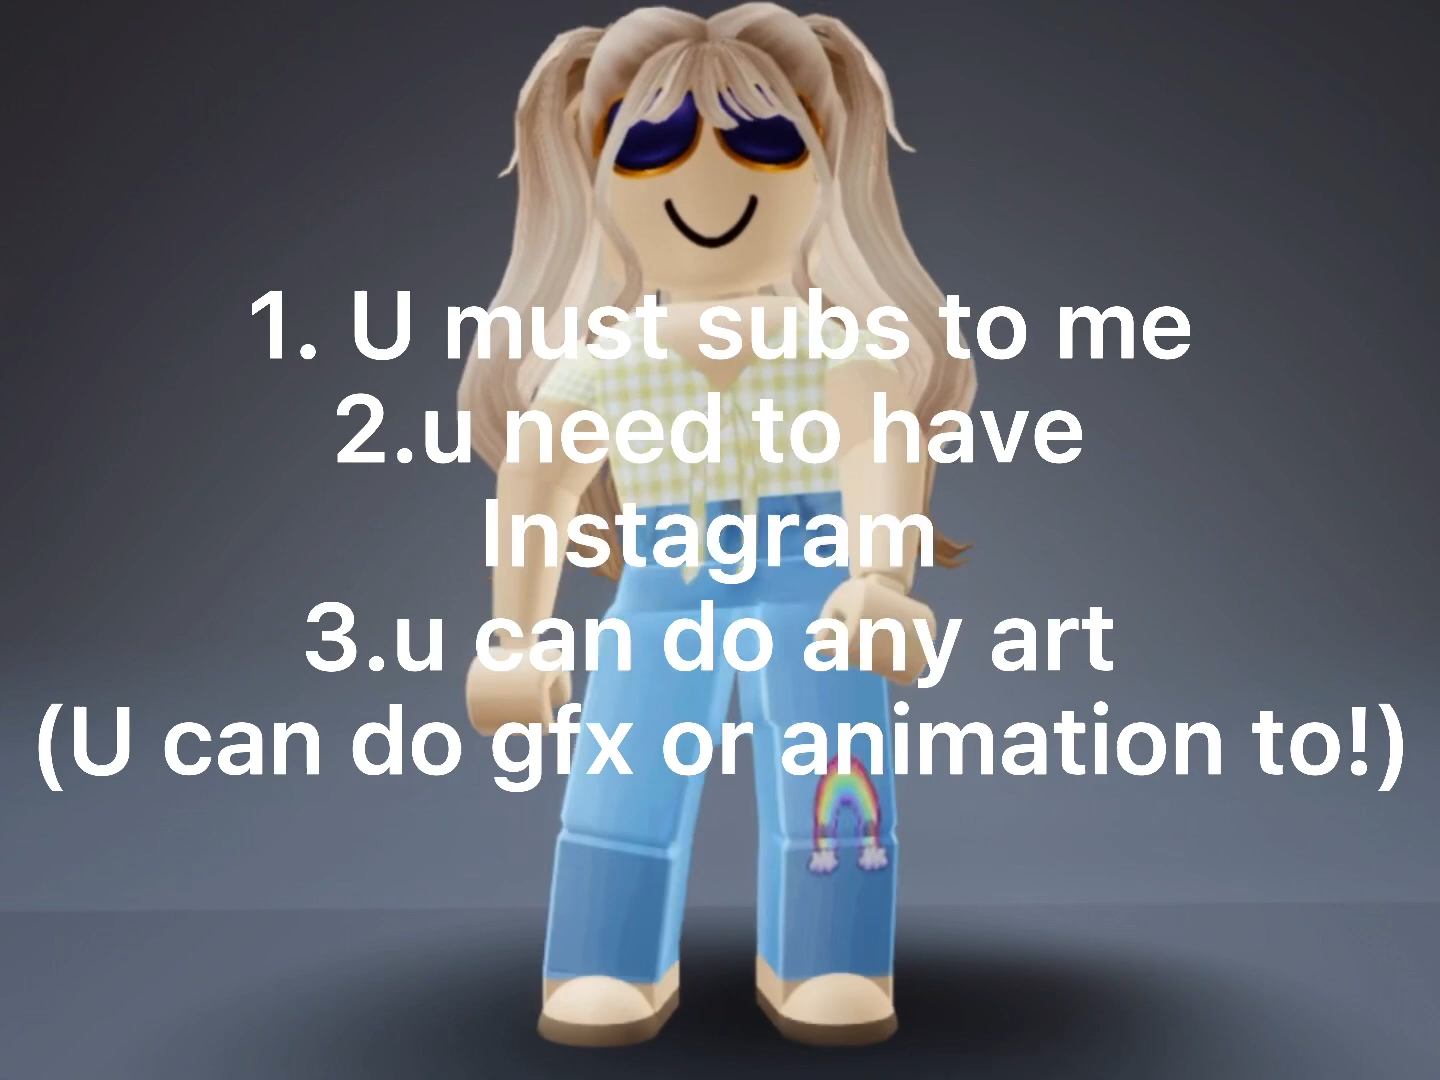 1. U must subs to me
2.u need to have
Instagram
3.u can do any art
(U can do gfx or animation to!)